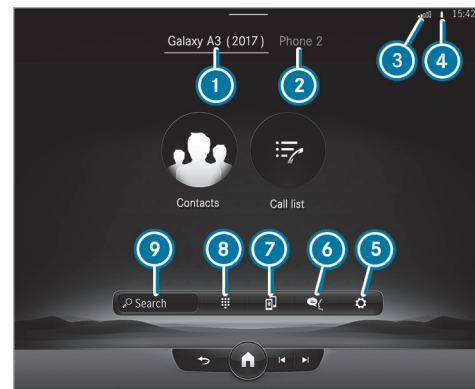 15:42
Galaxy A3 (2017) Phone 2
3 4
1 2
Contacts Call list
9 8 7 6 5
Search